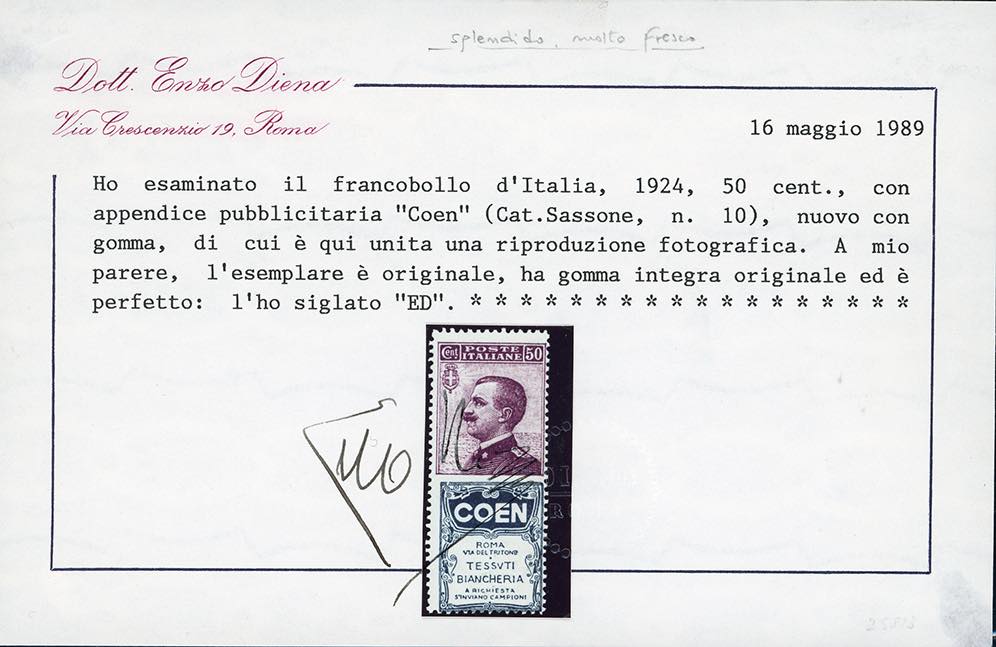 splendido, molto fresco
Dott. Enzo Diena
Via Crescenzio 19, Roma
16 maggio 1989
Ho esaminato il francobollo d'Italia, 1924, 50 cent., con
appendice pubblicitaria "Coen" (Cat.Sassone, n. 10), nuovo con
gomma, di cui è qui unita una riproduzione fotografica. A mio
parere, l'esemplare è originale, ha gomma integra originale ed è
perfetto: l'ho siglato "ED". * * * * * * * * * * * * * * * * * *
Cent. POSTE ITALIANE 50
COEN
ROMA
VIA DEL TRITONE
TESSVTI
BIANCHERIA
A RICHIESTA
S'INVIANO CAMPIONI